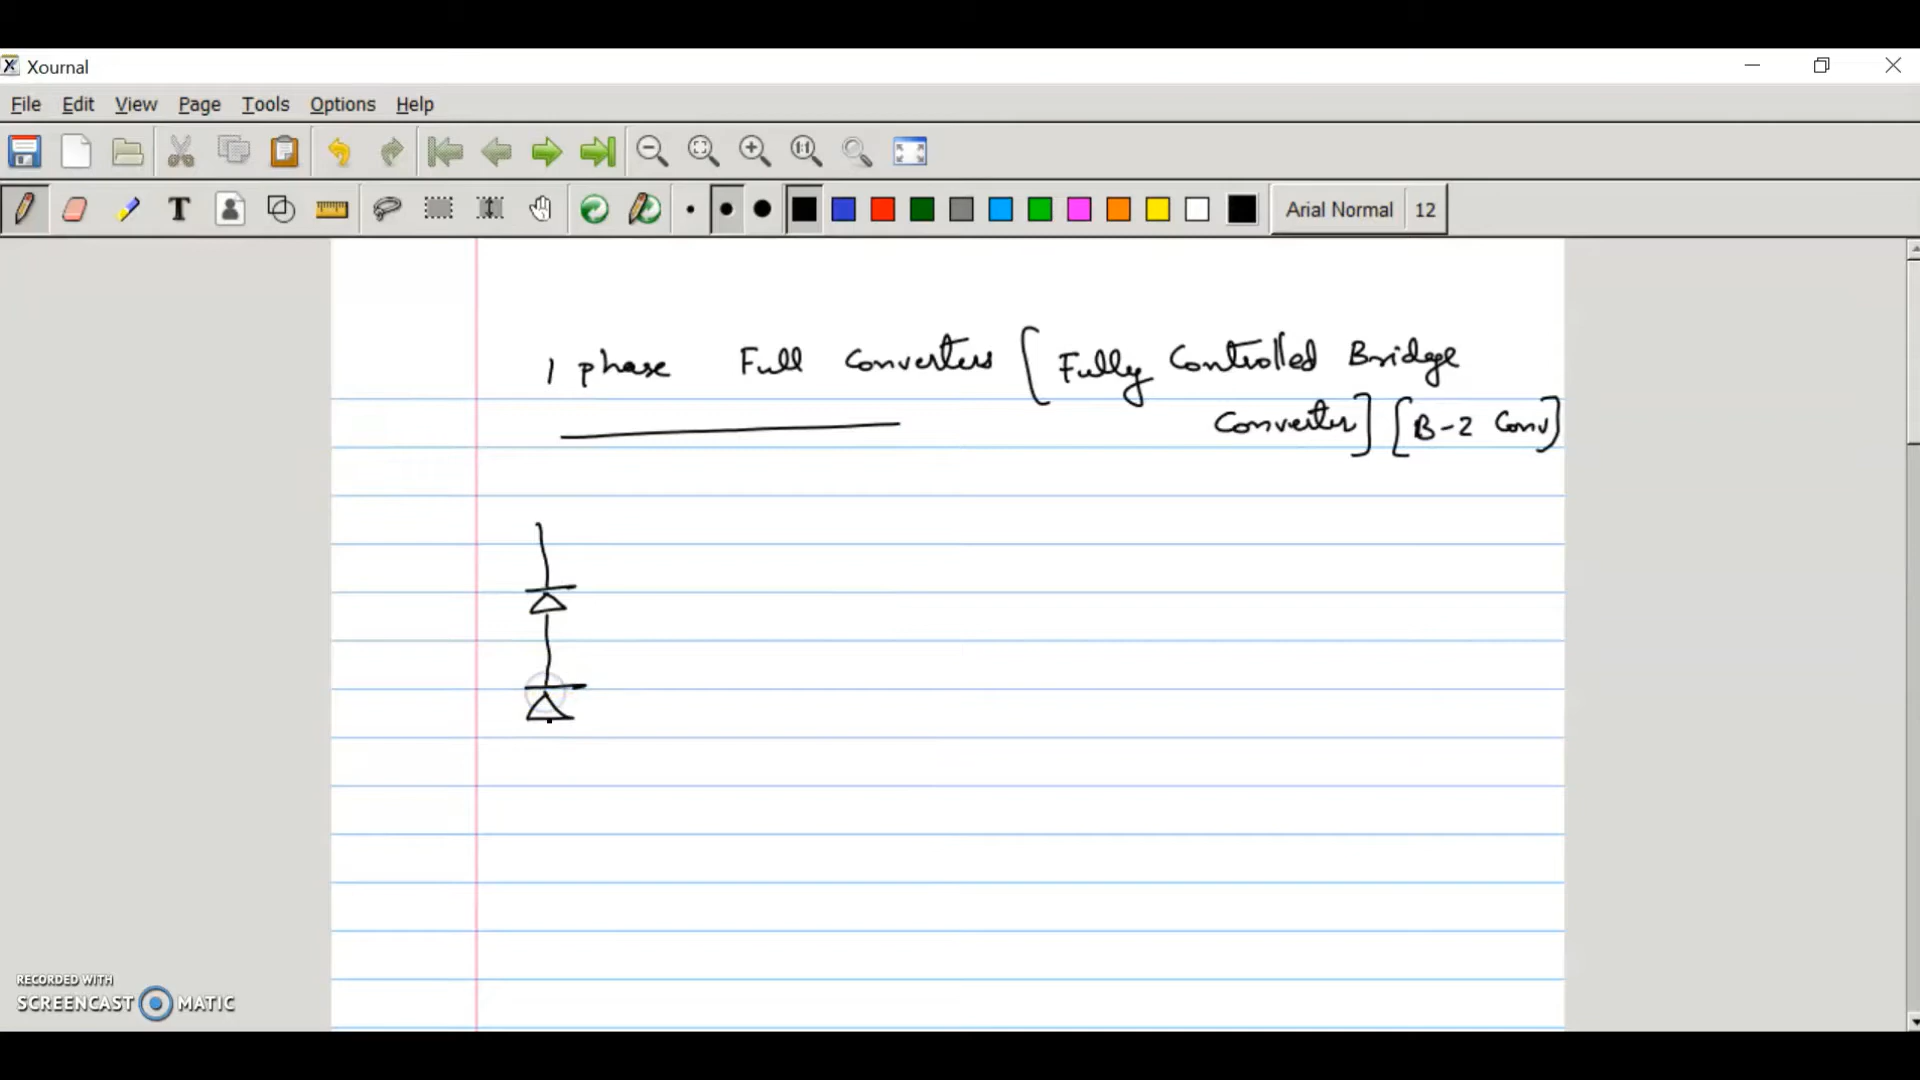 Xournal
File Edit View Page Tools Options Help
T Arial Normal 12
1 phase Full Converters [Fully Controlled Bridge
Converter] [B-2 Conv]
RECORDED WITH
SCREENCAST MATIC